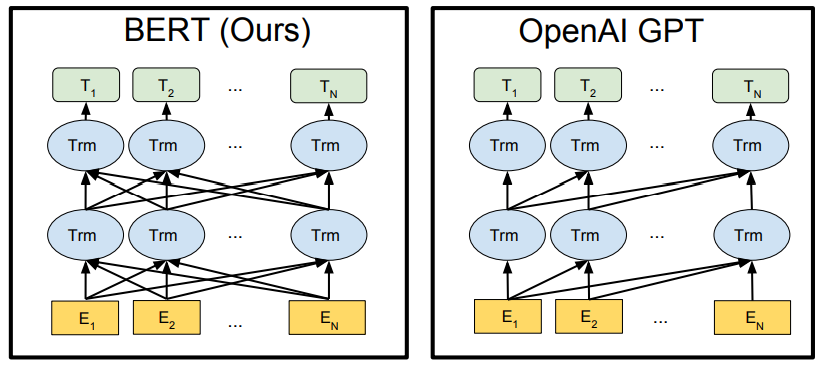 BERT (Ours)
T1 T2 ... TN
Trm Trm ... Trm
Trm Trm ... Trm
E1 E2 ... EN
OpenAI GPT
T1 T2 ... TN
Trm Trm ... Trm
Trm Trm ... Trm
E1 E2 ... EN